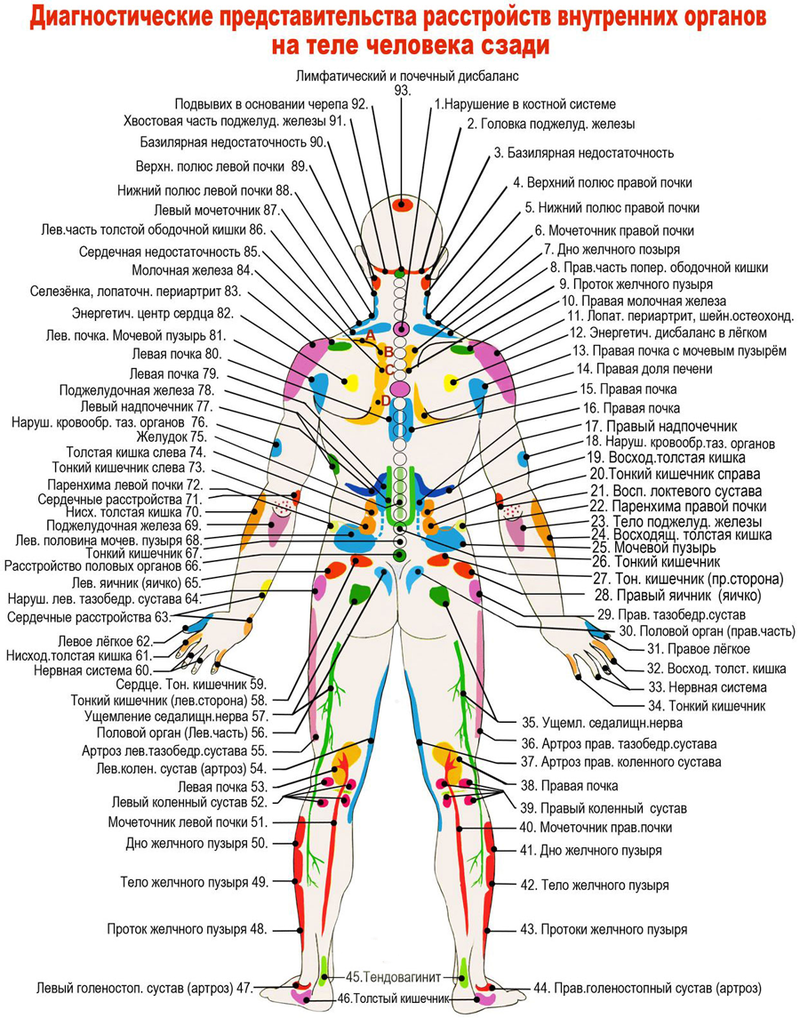 Диагностические представительства расстройств внутренних органов
на теле человека сзади
Лимфатический и почечный дисбаланс
93.
Подвывих в основании черепа 92.
Хвостовая часть поджелуд. железы 91.
Базилярная недостаточность 90.
Верхн. полюс левой почки 89.
Нижний полюс левой почки 88.
Левый мочеточник 87.
Лев.часть толстой ободочной кишки 86.
Сердечная недостаточность 85.
Молочная железа 84.
Селезёнка, лопаточн. периартрит 83.
Энергетич. центр сердца 82.
Лев. почка. Мочевой пузырь 81.
Левая почка 80.
Левая почка 79.
Поджелудочная железа 78.
Левый надпочечник 77.
Наруш. кровообр. таз. органов 76.
Желудок 75.
Толстая кишка слева 74.
Тонкий кишечник слева 73.
Паренхима левой почки 72.
Сердечные расстройства 71.
Нисх. толстая кишка 70.
Поджелудочная железа 69.
Лев. половина мочев. пузыря 68.
Тонкий кишечник 67.
Расстройство половых органов 66.
Лев. яичник (яичко) 65.
Наруш. лев. тазобедр. сустава 64.
Сердечные расстройства 63.
Левое лёгкое 62.
Нисход.толстая кишка 61.
Нервная система 60.
Сердце. Тон. кишечник 59.
Тонкий кишечник (лев.сторона) 58.
Ущемление седалищн.нерва 57.
Половой орган (Лев.часть) 56.
Артроз лев.тазобедр.сустава 55.
Лев.колен. сустав (артроз) 54.
Левая почка 53.
Левый коленный сустав 52.
Мочеточник левой почки 51.
Дно желчного пузыря 50.
Тело желчного пузыря 49.
Проток желчного пузыря 48.
Левый голеностоп. сустав (артроз) 47.
1.Нарушение в костной системе
2. Головка поджелуд. железы
3. Базилярная недостаточность
4. Верхний полюс правой почки
5. Нижний полюс правой почки
6. Мочеточник правой почки
7. Дно желчного позыря
8. Прав.часть попер. ободочной кишки
9. Проток желчного пузыря
10. Правая молочная железа
11. Лопат. периартрит, шейн.остеохонд.
12. Энергетич. дисбаланс в лёгком
13. Правая почка с мочевым пузырём
14. Правая доля печени
15. Правая почка
16. Правая почка
17. Правый надпочечник
18. Наруш. кровообр.таз. органов
19. Восход.толстая кишка
20.Тонкий кишечник справа
21. Восп. локтевого сустава
22. Паренхима правой почки
23. Тело поджелуд. железы
24. Восходящ. толстая кишка
25. Мочевой пузырь
26. Тонкий кишечник
27. Тон. кишечник (пр.сторона)
28. Правый яичник (яичко)
29. Прав. тазобедр.сустав
30. Половой орган (прав.часть)
31. Правое лёгкое
32. Восход. толст. кишка
33. Нервная система
34. Тонкий кишечник
35. Ущемл. седалищн.нерва
36. Артроз прав. тазобедр.сустава
37. Артроз прав. коленного сустава
38. Правая почка
39. Правый коленный сустав
40. Мочеточник прав.почки
41. Дно желчного пузыря
42. Тело желчного пузыря
43. Протоки желчного пузыря
44. Прав.голеностопный сустав (артроз)
45.Тендовагинит
46.Толстый кишечник
A
B
C
D